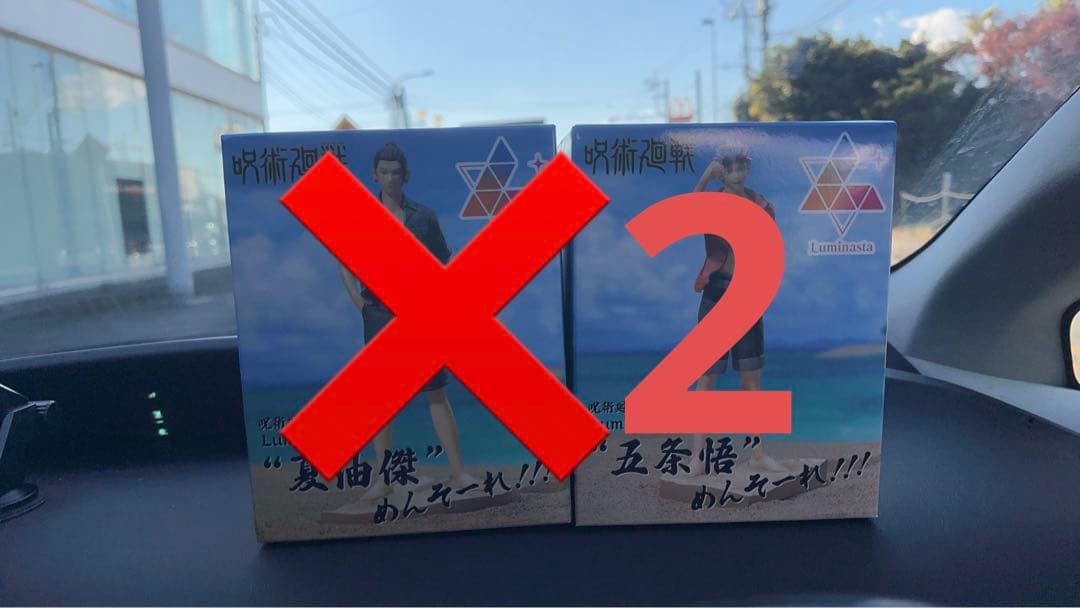 呪術廻戦
"夏油傑"
めんそーれ!!!
呪術廻戦
Luminasta
"五条悟"
めんそーれ!!!
×2